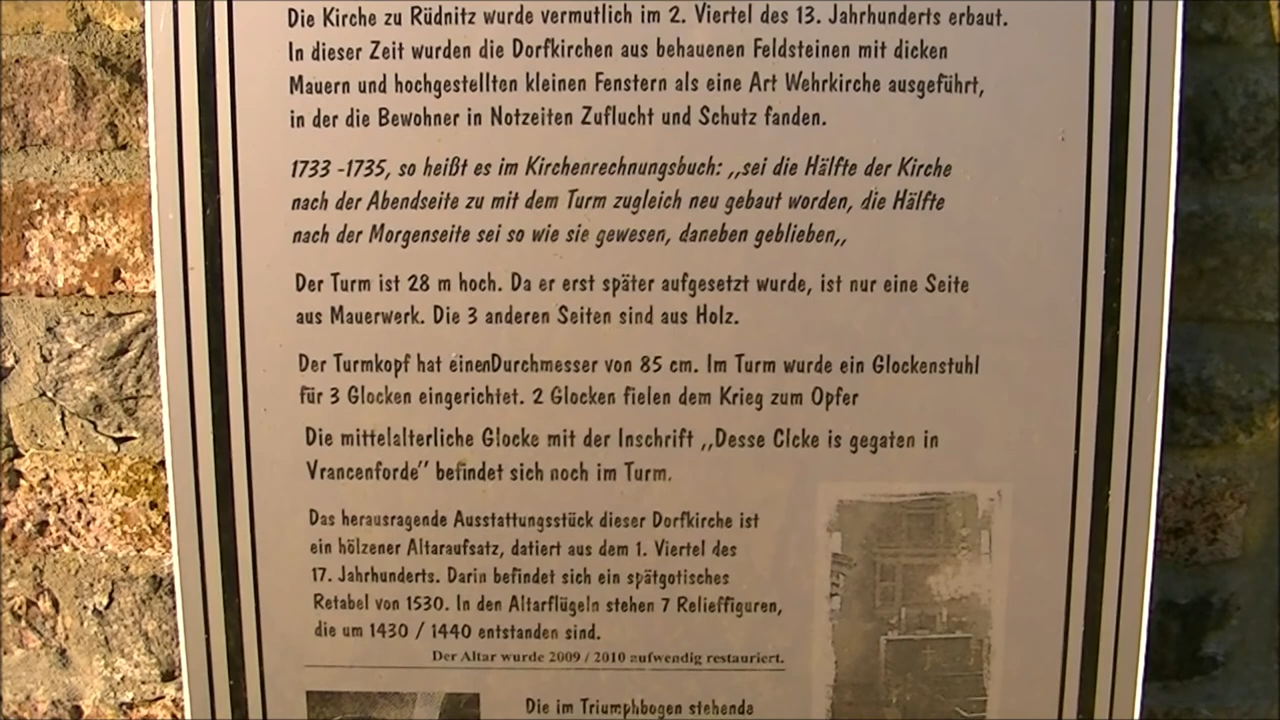 Die Kirche zu Rüdnitz wurde vermutlich im 2. Viertel des 13. Jahrhunderts erbaut.
In dieser Zeit wurden die Dorfkirchen aus behauenen Feldsteinen mit dicken
Mauern und hochgestellten kleinen Fenstern als eine Art Wehrkirche ausgeführt,
in der die Bewohner in Notzeiten Zuflucht und Schutz fanden.
1733 -1735, so heißt es im Kirchenrechnungsbuch: ,,sei die Hälfte der Kirche
nach der Abendseite zu mit dem Turm zugleich neu gebaut worden, die Hälfte
nach der Morgenseite sei so wie sie gewesen, daneben geblieben,,
Der Turm ist 28 m hoch. Da er erst später aufgesetzt wurde, ist nur eine Seite
aus Mauerwerk. Die 3 anderen Seiten sind aus Holz.
Der Turmkopf hat einenDurchmesser von 85 cm. Im Turm wurde ein Glockenstuhl
für 3 Glocken eingerichtet. 2 Glocken fielen dem Krieg zum Opfer
Die mittelalterliche Glocke mit der Inschrift ,,Desse Clcke is gegaten in
Vrancenforde" befindet sich noch im Turm.
Das herausragende Ausstattungsstück dieser Dorfkirche ist
ein hölzener Altaraufsatz, datiert aus dem 1. Viertel des
17. Jahrhunderts. Darin befindet sich ein spätgotisches
Retabel von 1530. In den Altarflügeln stehen 7 Relieffiguren,
die um 1430 / 1440 entstanden sind.
Der Altar wurde 2009 / 2010 aufwendig restauriert.
Die im Triumphbogen stehende